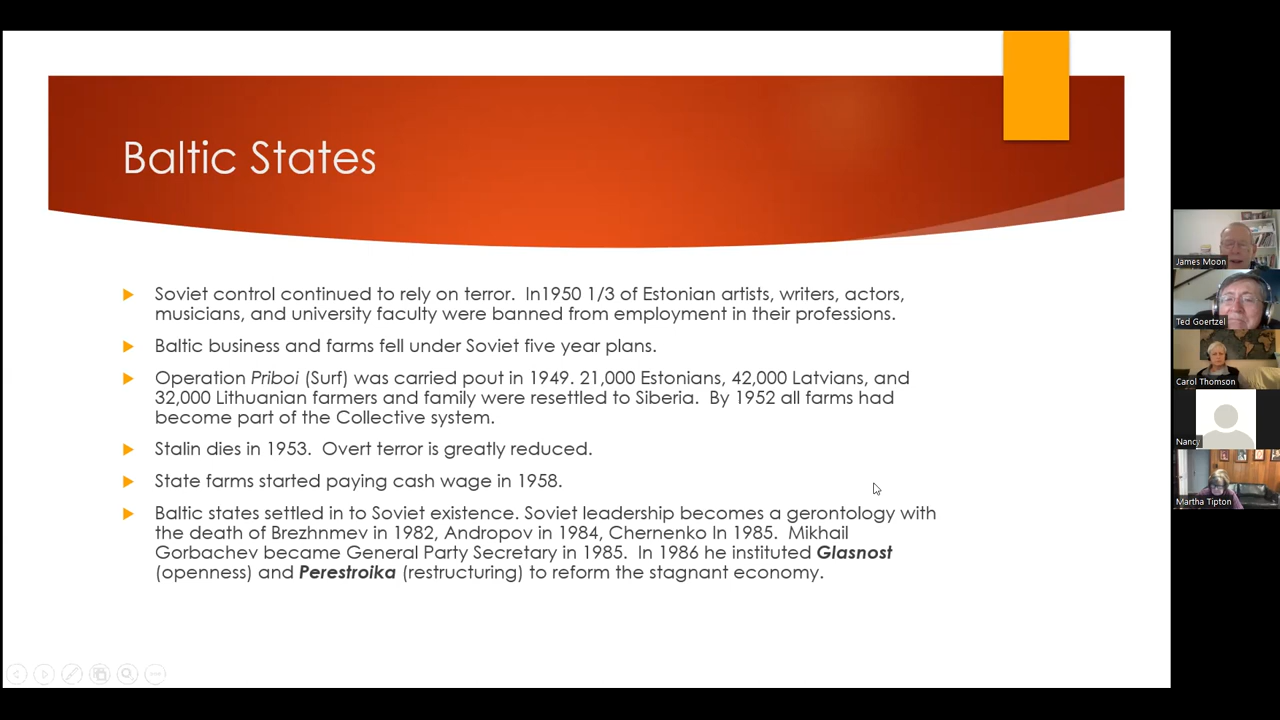 Baltic States
Soviet control continued to rely on terror.  In1950 1/3 of Estonian artists, writers, actors,
musicians, and university faculty were banned from employment in their professions.
Baltic business and farms fell under Soviet five year plans.
Operation Priboi (Surf) was carried pout in 1949. 21,000 Estonians, 42,000 Latvians, and
32,000 Lithuanian farmers and family were resettled to Siberia.  By 1952 all farms had
become part of the Collective system.
Stalin dies in 1953.  Overt terror is greatly reduced.
State farms started paying cash wage in 1958.
Baltic states settled in to Soviet existence. Soviet leadership becomes a gerontology with
the death of Brezhnmev in 1982, Andropov in 1984, Chernenko In 1985.  Mikhail
Gorbachev became General Party Secretary in 1985.  In 1986 he instituted Glasnost
(openness) and Perestroika (restructuring) to reform the stagnant economy.
James Moon
Ted Goertzel
Carol Thomson
Nancy
Martha Tipton